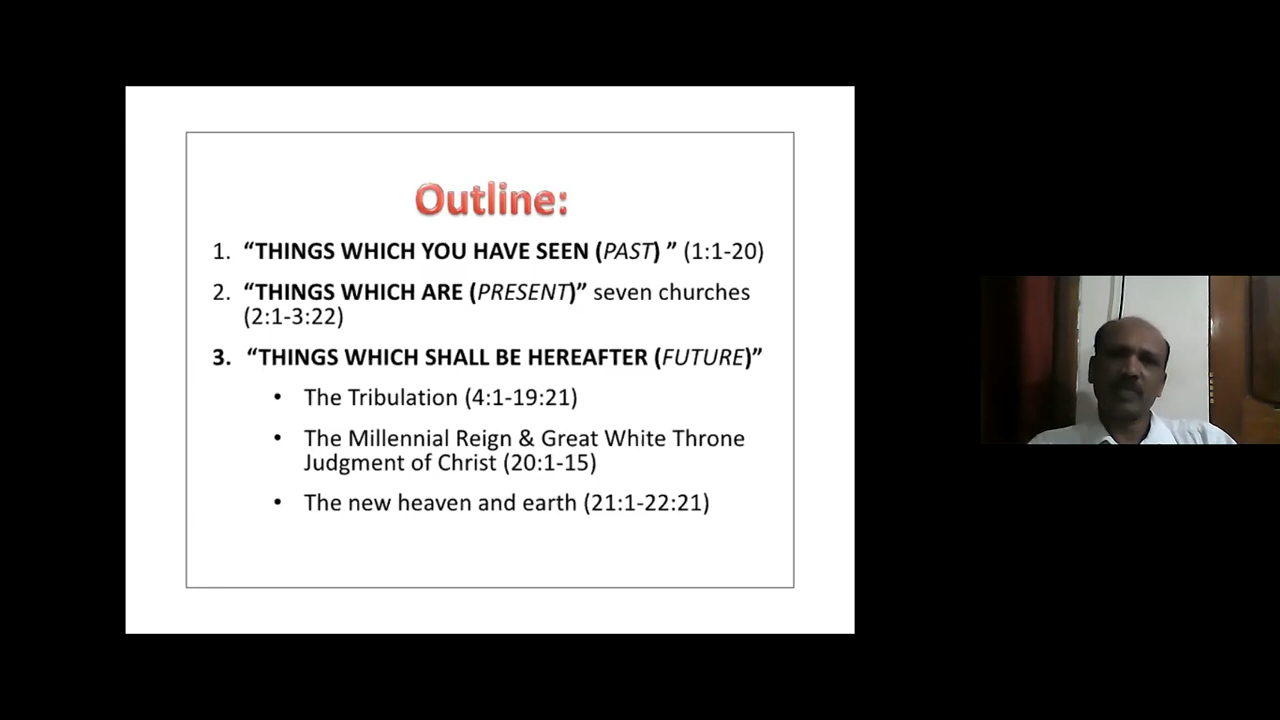 Outline:
1. “THINGS WHICH YOU HAVE SEEN (PAST) ” (1:1-20)
2. “THINGS WHICH ARE (PRESENT)” seven churches
(2:1-3:22)
3. “THINGS WHICH SHALL BE HEREAFTER (FUTURE)”
• The Tribulation (4:1-19:21)
• The Millennial Reign & Great White Throne
Judgment of Christ (20:1-15)
• The new heaven and earth (21:1-22:21)